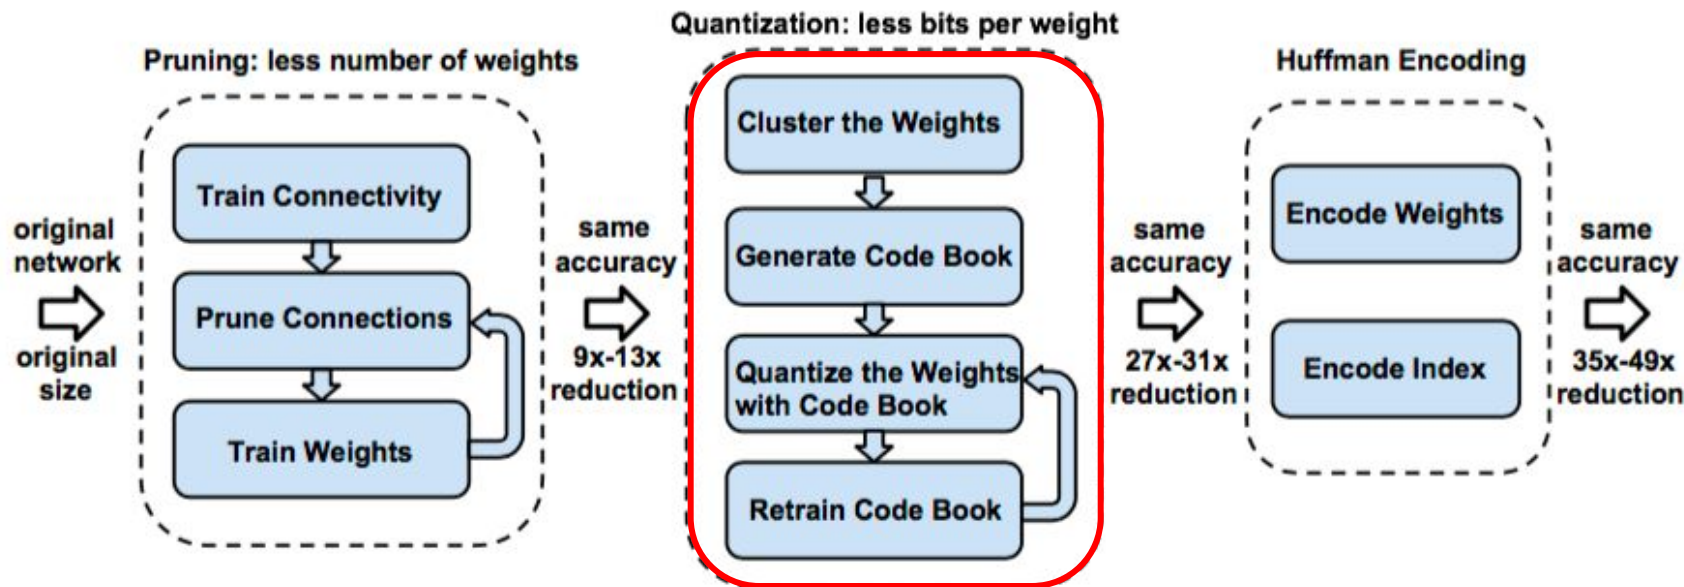 Quantization: less bits per weight
Pruning: less number of weights
Huffman Encoding
original
network
original
size
Train Connectivity
Prune Connections
Train Weights
same
accuracy
9x-13x
reduction
Cluster the Weights
Generate Code Book
Quantize the Weights
with Code Book
Retrain Code Book
same
accuracy
27x-31x
reduction
Encode Weights
Encode Index
same
accuracy
35x-49x
reduction